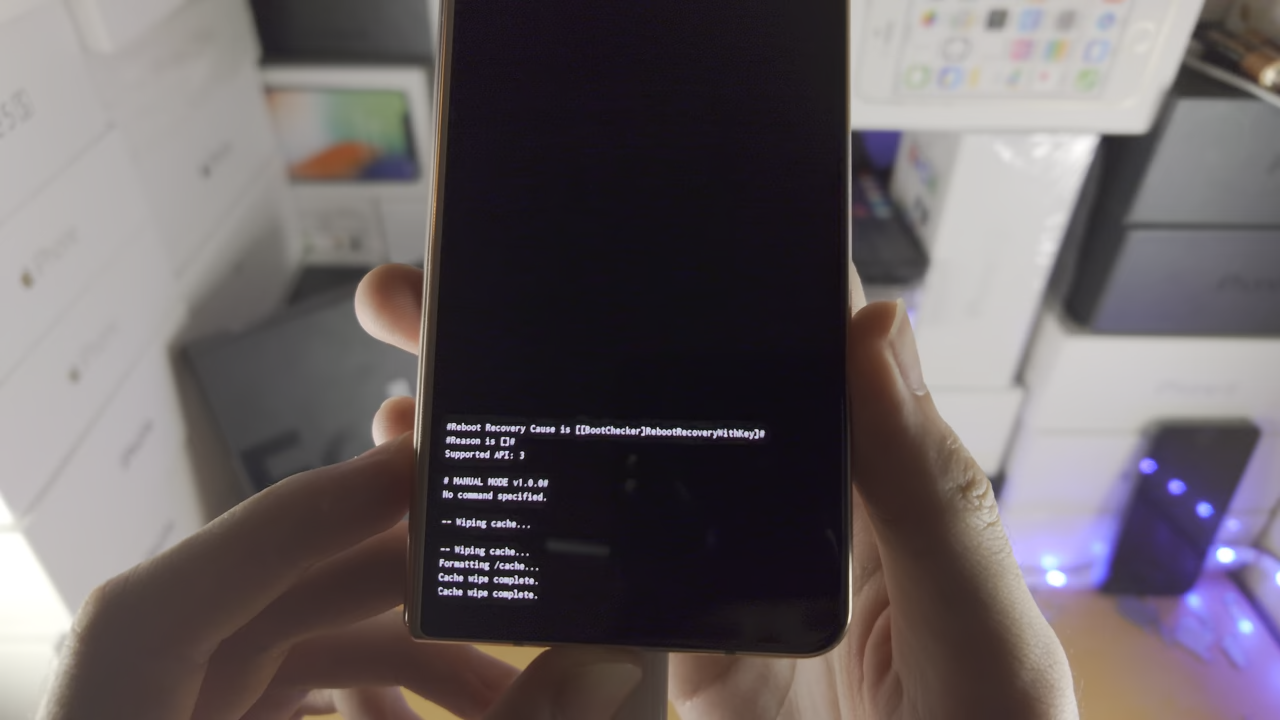 #Reboot Recovery Cause is [[BootChecker]RebootRecoveryWithKey]#
#Reason is []#
Supported API: 3
# MANUAL MODE v1.0.0#
No command specified.
-- Wiping cache...
-- Wiping cache...
Formatting /cache...
Cache wipe complete.
Cache wipe complete.